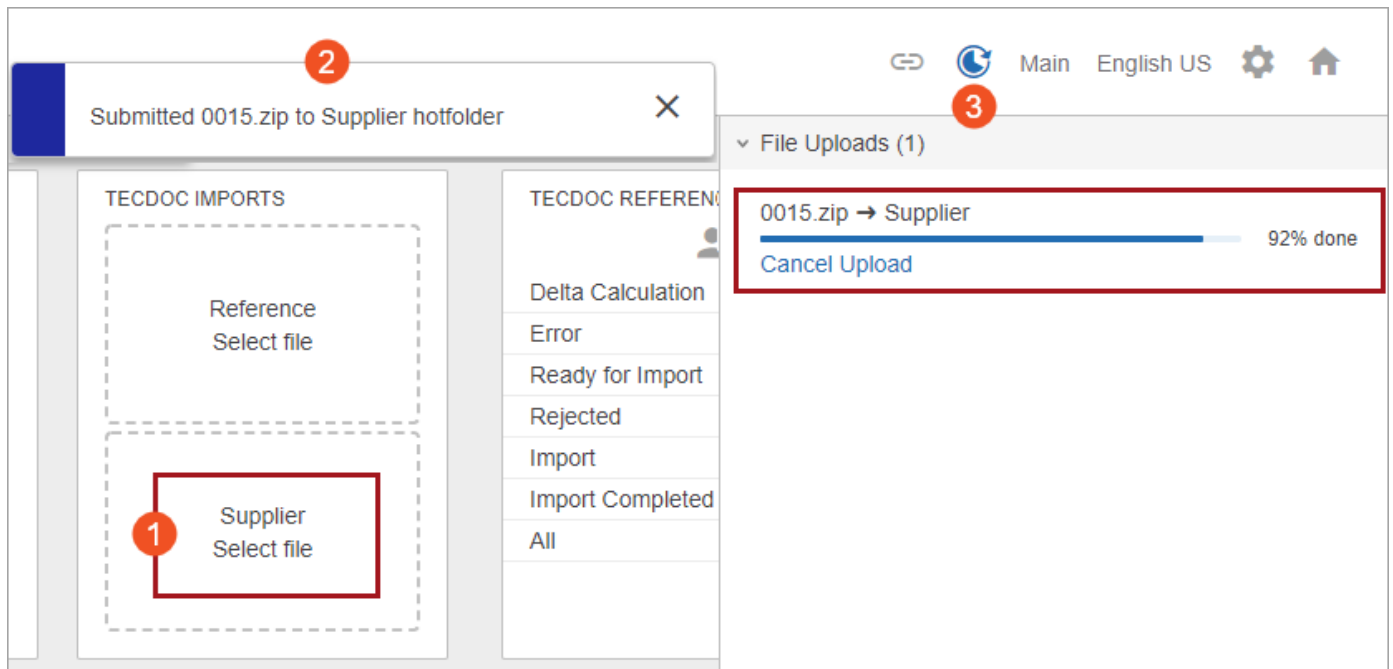 2
Submitted 0015.zip to Supplier hotfolder
Main English US
3
File Uploads (1)
0015.zip → Supplier
92% done
Cancel Upload
TECDOC IMPORTS
Reference
Select file
1
Supplier
Select file
TECDOC REFEREN
Delta Calculation
Error
Ready for Import
Rejected
Import
Import Completed
All